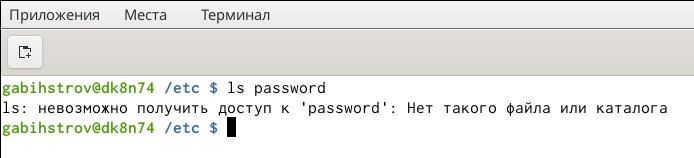 Приложения Места Терминал
gabihstrov@dk8n74 /etc $ ls password
ls: невозможно получить доступ к 'password': Нет такого файла или каталога
gabihstrov@dk8n74 /etc $